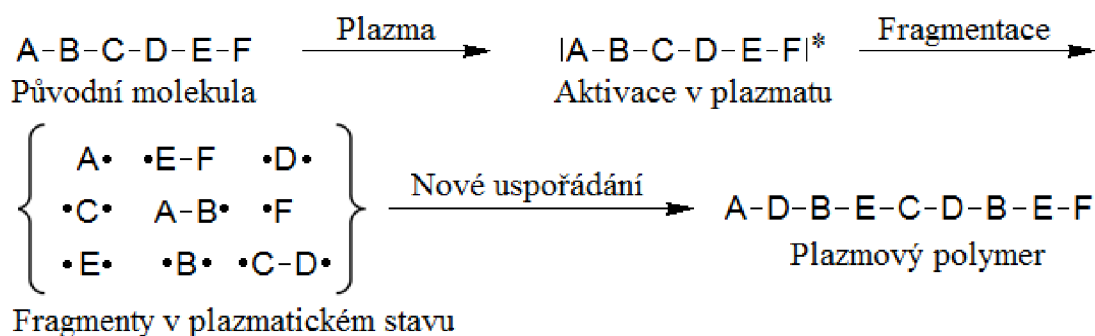 A-B-C-D-E-F Plazma |A-B-C-D-E-F|* Fragmentace
Původní molekula Aktivace v plazmatu
A• •E-F •D•
•C• A-B• •F Nové uspořádání A-D-B-E-C-D-B-E-F
•E• •B• •C-D• Plazmový polymer
Fragmenty v plazmatickém stavu